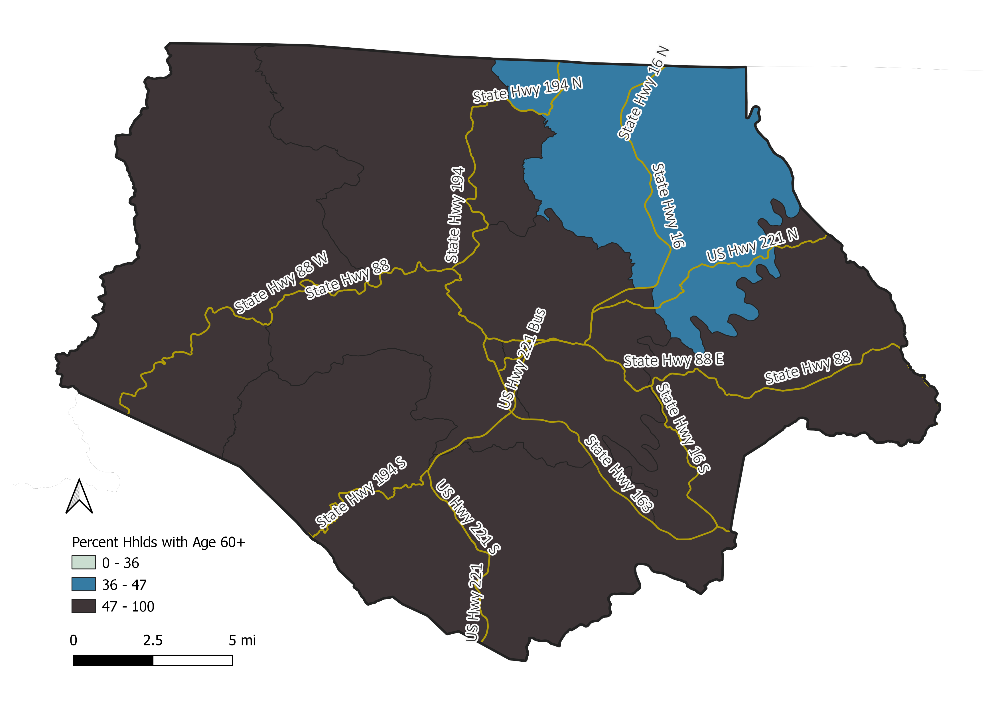 State Hwy 16 N
State Hwy 194 N
State Hwy 194
State Hwy 16
US Hwy 221 N
State Hwy 88 W
State Hwy 88
US Hwy 221 Bus
State Hwy 88 E
State Hwy 88
State Hwy 16 S
State Hwy 163
State Hwy 194 S
US Hwy 221 S
US Hwy 221
Percent Hhlds with Age 60+
0 - 36
36 - 47
47 - 100
0 2.5 5 mi